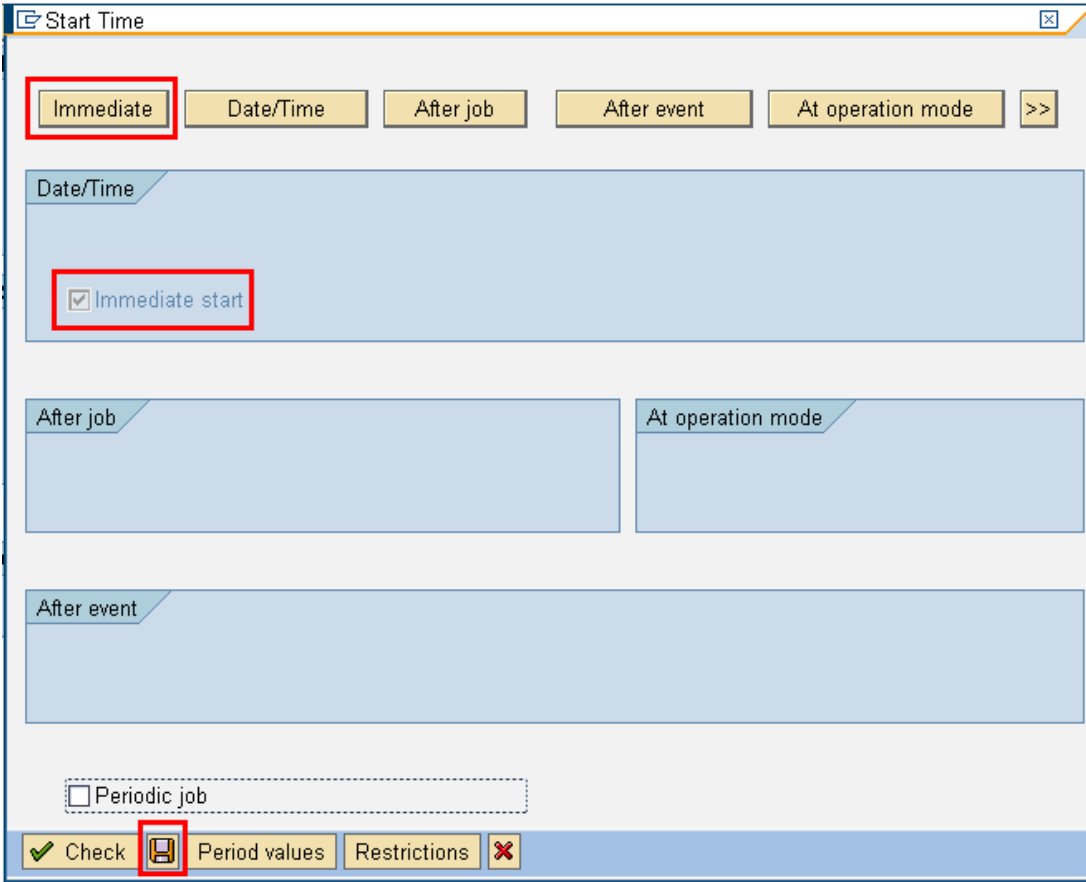 Start Time
Immediate Date/Time After job After event At operation mode >>
Date/Time
Immediate start
After job At operation mode
After event
Periodic job
Check Period values Restrictions